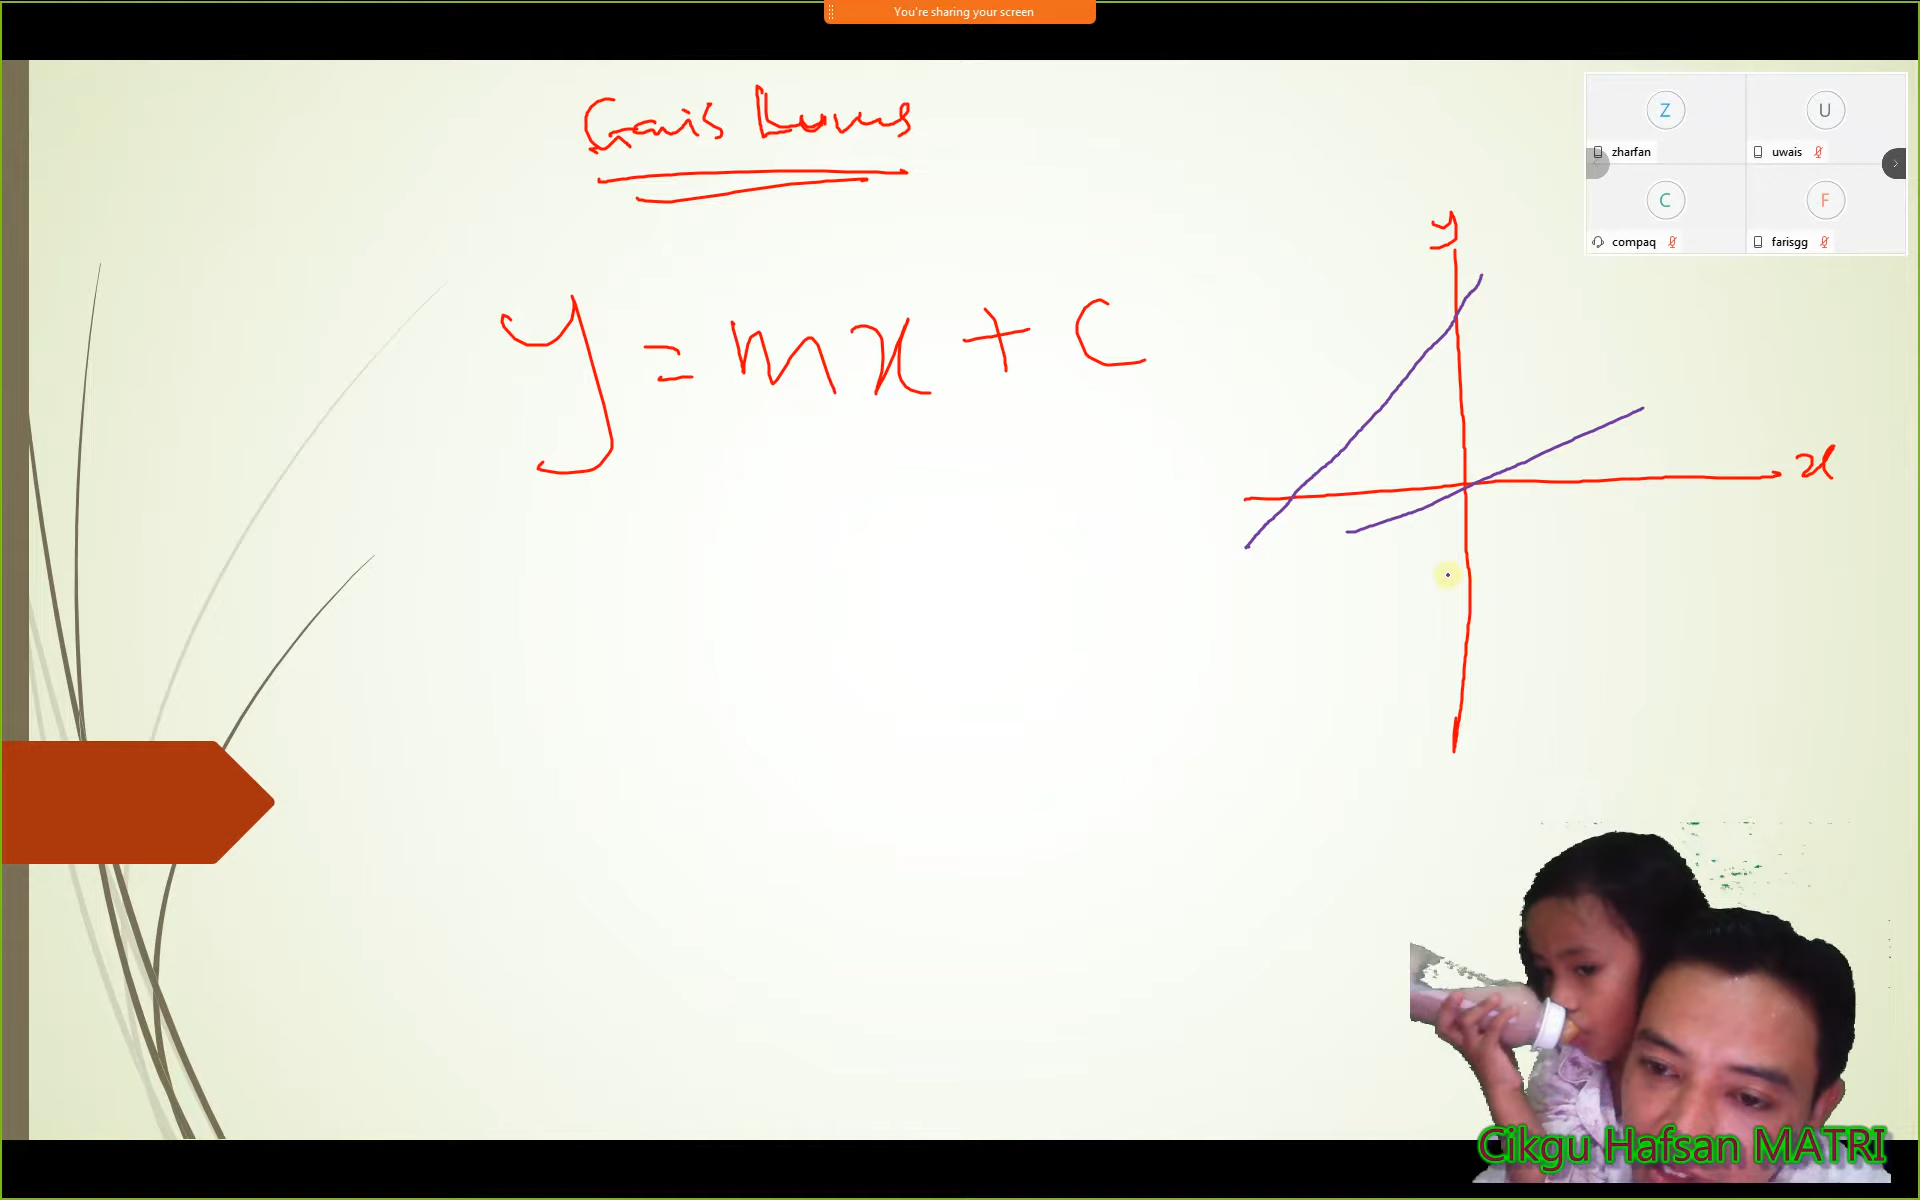 You're sharing your screen
Garis Lurus
Z
U
zharfan
uwais
C
F
compaq
farisgg
y
y = mx + c
x
Cikgu Hafsan MATRI